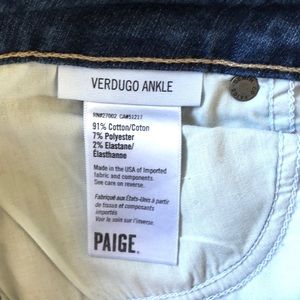 VERDUGO ANKLE
RN#27002 CA#51217
91% Cotton/Coton
7% Polyester
2% Elastane/
Élasthanne
Made in the USA of Imported
fabric and components.
See care on reverse.
Fabriqué aux États-Unis à partir
de tissus et composants
importés
Voir le soin sur l'inverse.
PAIGE.